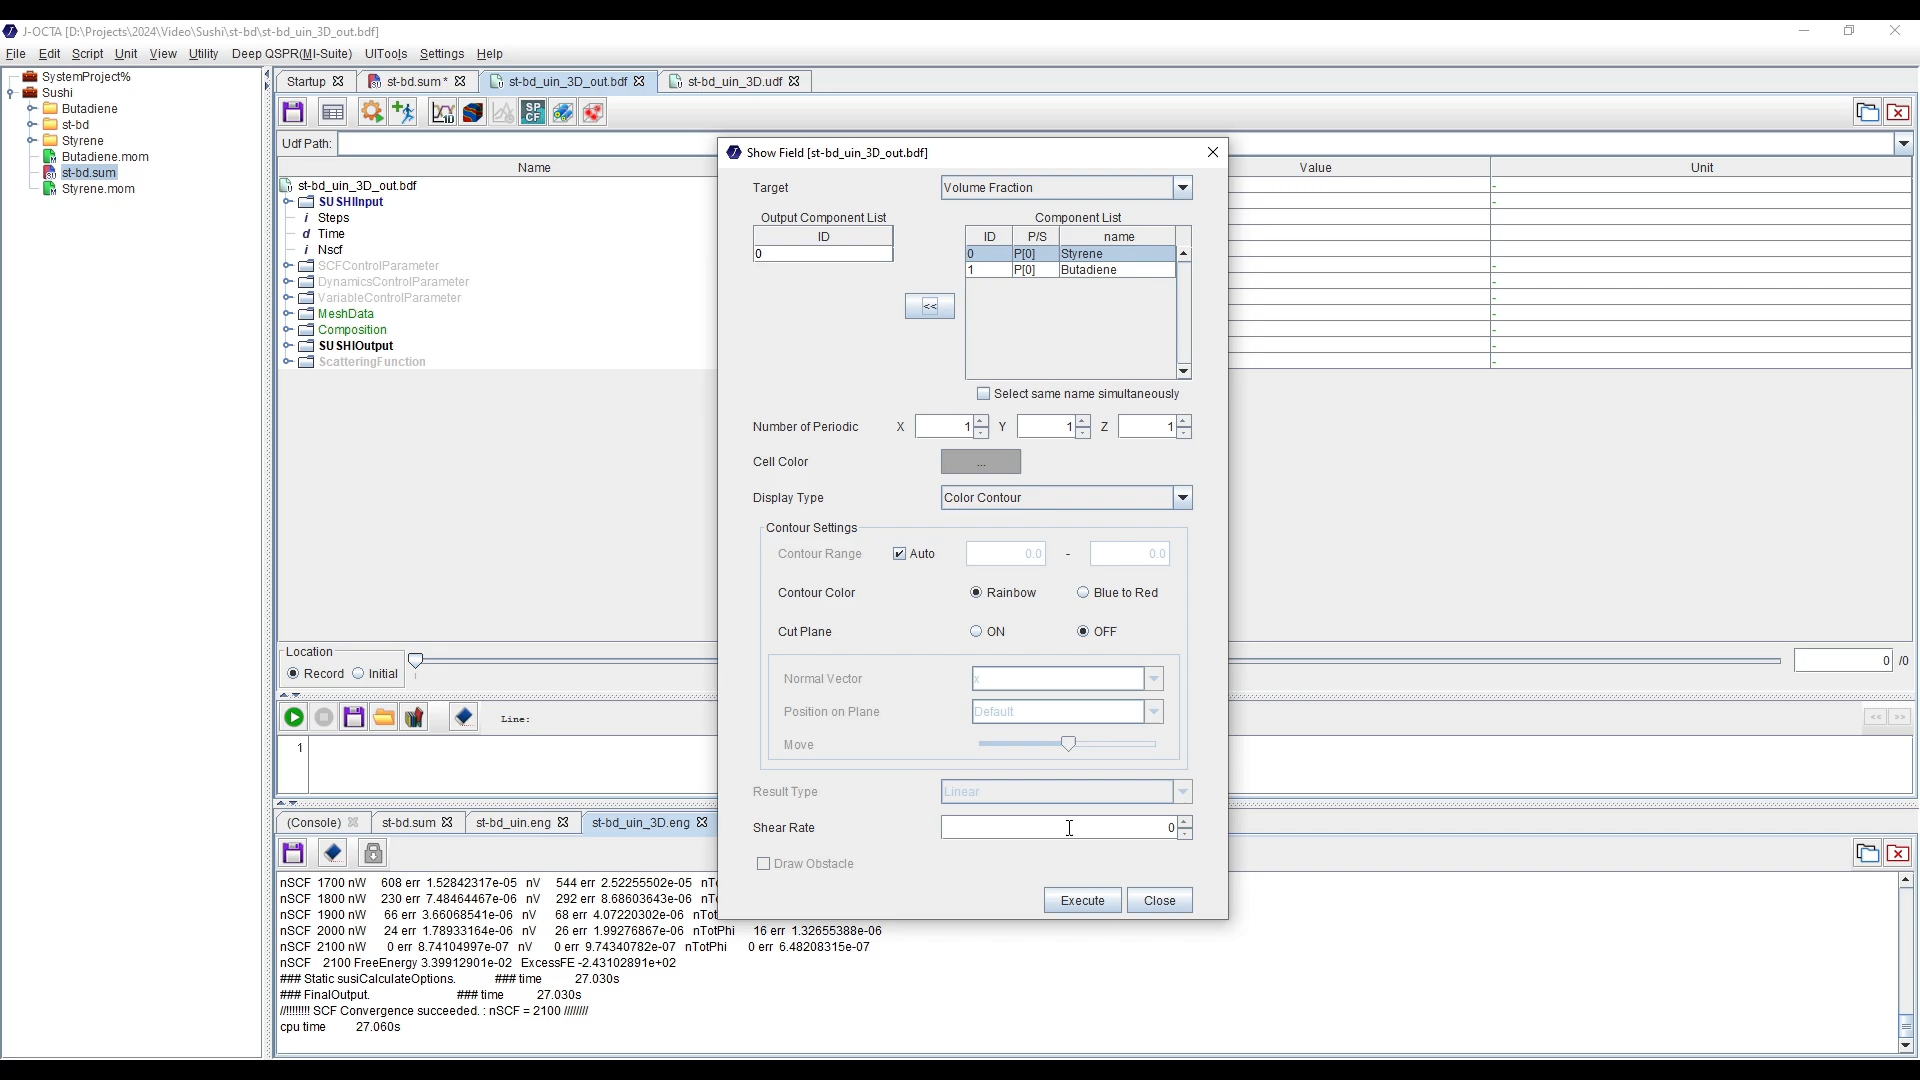 J-OCTA [D:\Projects\2024\Video\Sushi\st-bd\st-bd_uin_3D_out.bdf]
File Edit Script Unit View Utility Deep QSPR(MI-Suite) UITools Settings Help
SystemProject%
Sushi
Butadiene
st-bd
Styrene
Butadiene.mom
st-bd.sum
Styrene.mom
Startup st-bd.sum* st-bd_uin_3D_out.bdf st-bd_uin_3D.udf
1D SP CF
Udf Path:
Name Value Unit
st-bd_uin_3D_out.bdf -
SUSHIInput -
i Steps
d Time
i Nscf
SCFControlParameter -
DynamicsControlParameter -
VariableControlParameter -
MeshData -
Composition -
SUSHIOutput -
ScatteringFunction -
Location
Record Initial 0 /0
Line: << >>
1
Show Field [st-bd_uin_3D_out.bdf]
Target Volume Fraction
Output Component List Component List
ID ID P/S name
0 0 P[0] Styrene
1 P[0] Butadiene
<<
Select same name simultaneously
Number of Periodic X 1 Y 1 Z 1
Cell Color ...
Display Type Color Contour
Contour Settings
Contour Range Auto 0.0 - 0.0
Contour Color Rainbow Blue to Red
Cut Plane ON OFF
Normal Vector x
Position on Plane Default
Move
Result Type Linear
Shear Rate 0
Draw Obstacle
Execute Close
(Console) st-bd.sum st-bd_uin.eng st-bd_uin_3D.eng
nSCF 1700 nW 608 err 1.52842317e-05 nV 544 err 2.52255502e-05
nSCF 1800 nW 230 err 7.48464467e-06 nV 292 err 8.68603643e-06
nSCF 1900 nW 66 err 3.66068541e-06 nV 68 err 4.07220302e-06
nSCF 2000 nW 24 err 1.78933164e-06 nV 26 err 1.99276867e-06 nTotPhi 16 err 1.32655388e-06
nSCF 2100 nW 0 err 8.74104997e-07 nV 0 err 9.74340782e-07 nTotPhi 0 err 6.48208315e-07
nSCF 2100 FreeEnergy 3.39912901e-02 ExcessFE -2.43102891e+02
### Static susiCalculateOptions. ### time 27.030s
### FinalOutput. ### time 27.030s
//!!!!!!!! SCF Convergence succeeded. : nSCF = 2100 ////////
cpu time 27.060s